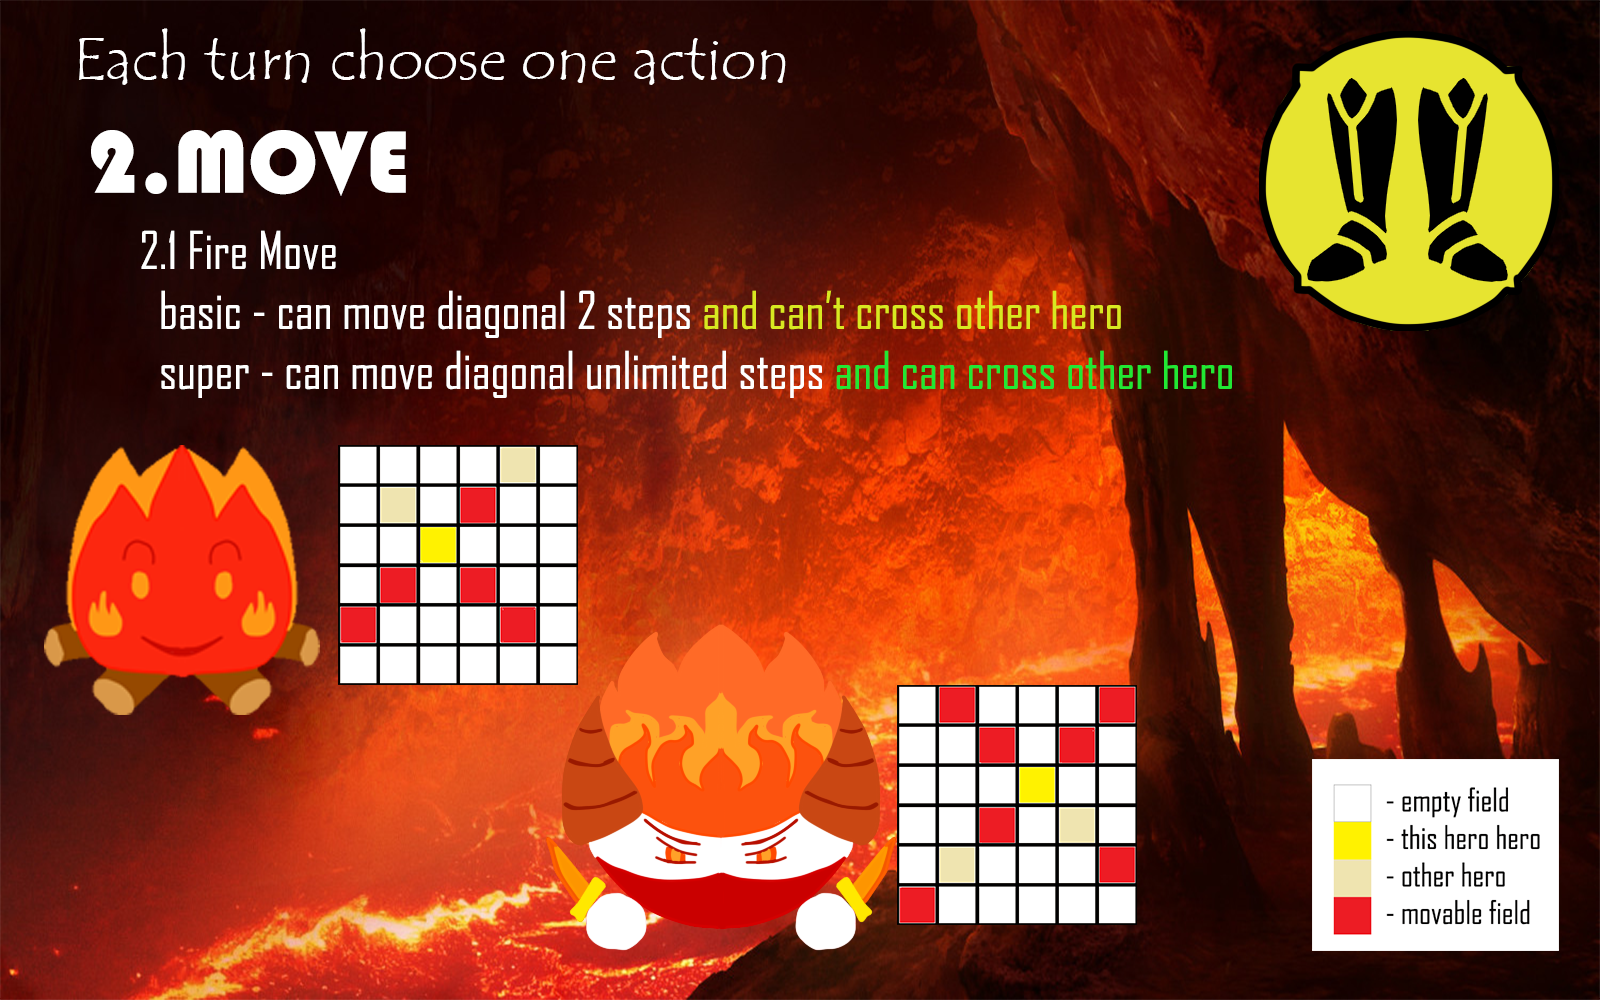 Each turn choose one action
2.MOVE
2.1 Fire Move
basic - can move diagonal 2 steps and can't cross other hero
super - can move diagonal unlimited steps and can cross other hero
- empty field
- this hero hero
- other hero
- movable field